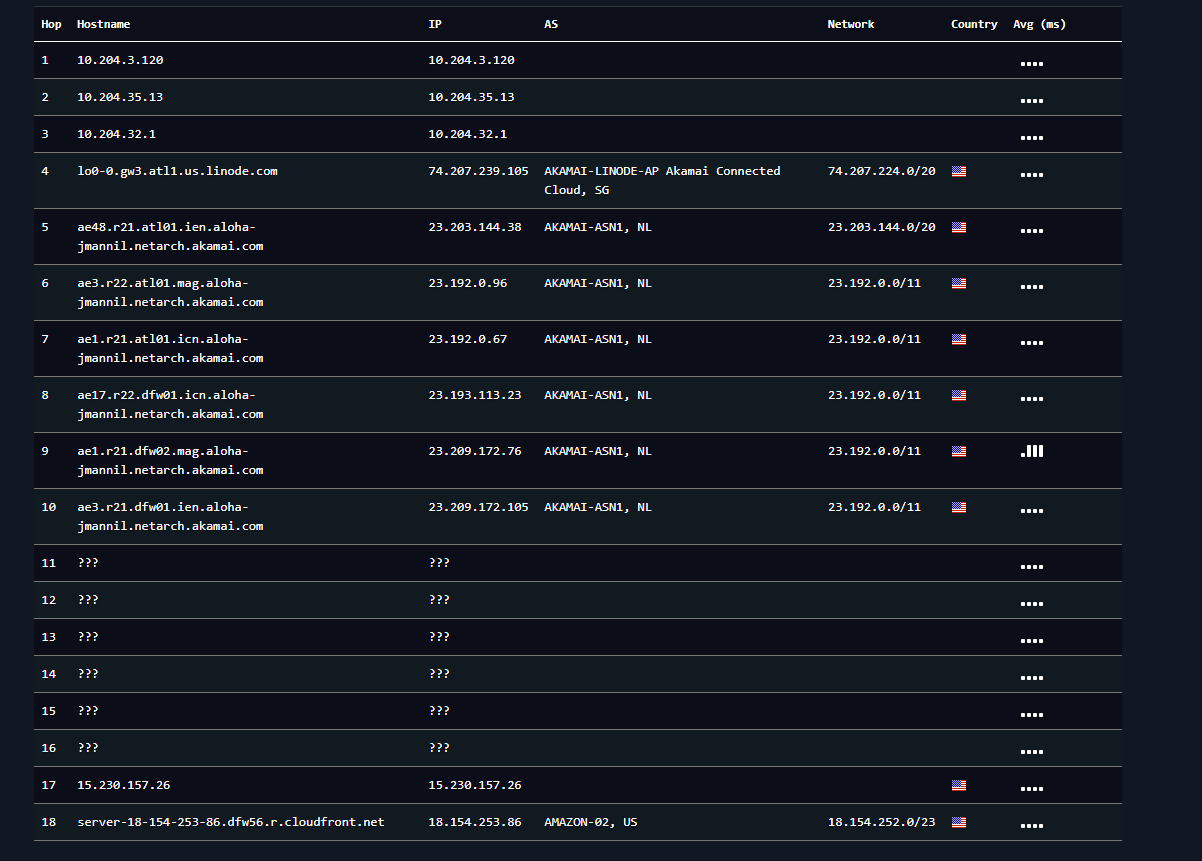 Hop Hostname IP AS Network Country Avg (ms)
1 10.204.3.120 10.204.3.120
2 10.204.35.13 10.204.35.13
3 10.204.32.1 10.204.32.1
4 lo0-0.gw3.atl1.us.linode.com 74.207.239.105 AKAMAI-LINODE-AP Akamai Connected 74.207.224.0/20
Cloud, SG
5 ae48.r21.atl01.ien.aloha- 23.203.144.38 AKAMAI-ASN1, NL 23.203.144.0/20
jmannil.netarch.akamai.com
6 ae3.r22.atl01.mag.aloha- 23.192.0.96 AKAMAI-ASN1, NL 23.192.0.0/11
jmannil.netarch.akamai.com
7 ae1.r21.atl01.icn.aloha- 23.192.0.67 AKAMAI-ASN1, NL 23.192.0.0/11
jmannil.netarch.akamai.com
8 ae17.r22.dfw01.icn.aloha- 23.193.113.23 AKAMAI-ASN1, NL 23.192.0.0/11
jmannil.netarch.akamai.com
9 ae1.r21.dfw02.mag.aloha- 23.209.172.76 AKAMAI-ASN1, NL 23.192.0.0/11
jmannil.netarch.akamai.com
10 ae3.r21.dfw01.ien.aloha- 23.209.172.105 AKAMAI-ASN1, NL 23.192.0.0/11
jmannil.netarch.akamai.com
11 ??? ???
12 ??? ???
13 ??? ???
14 ??? ???
15 ??? ???
16 ??? ???
17 15.230.157.26 15.230.157.26
18 server-18-154-253-86.dfw56.r.cloudfront.net 18.154.253.86 AMAZON-02, US 18.154.252.0/23